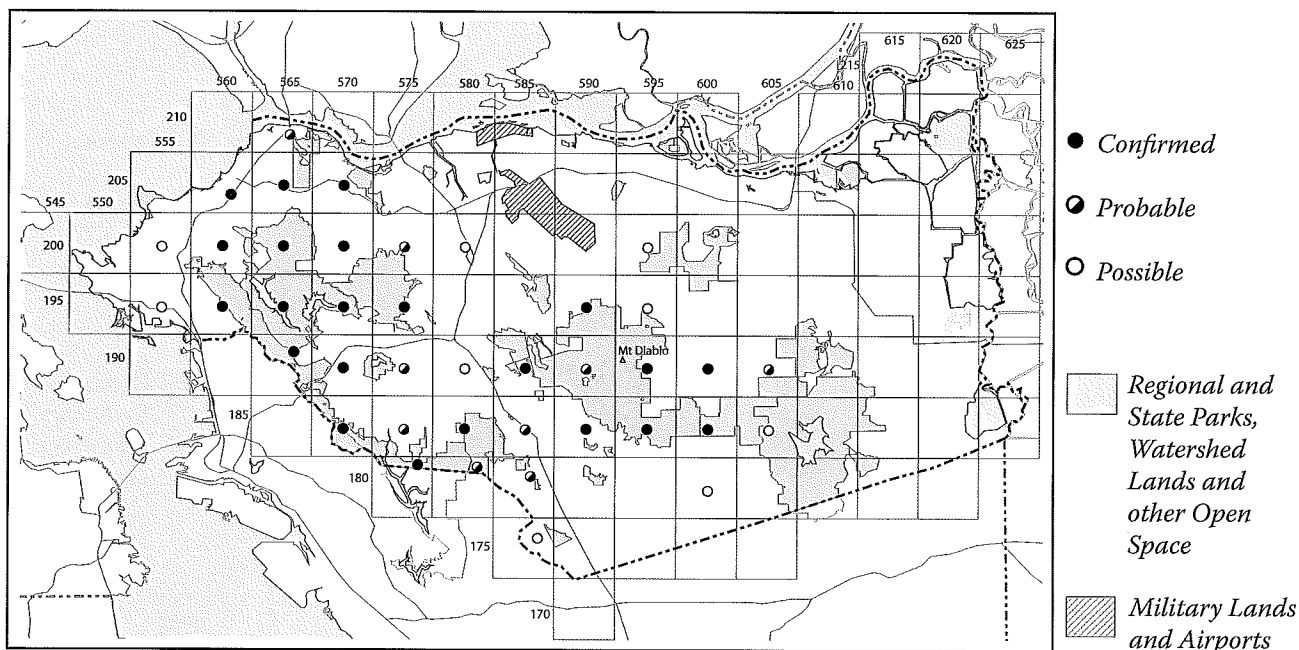 615 620 625
215
560 565 570 575 580 585 590 595 600 605 610
210
555
205
545 550
200
195
190
Mt Diablo
185
180
175
170
Confirmed
Probable
Possible
Regional and
State Parks,
Watershed
Lands and
other Open
Space
Military Lands
and Airports